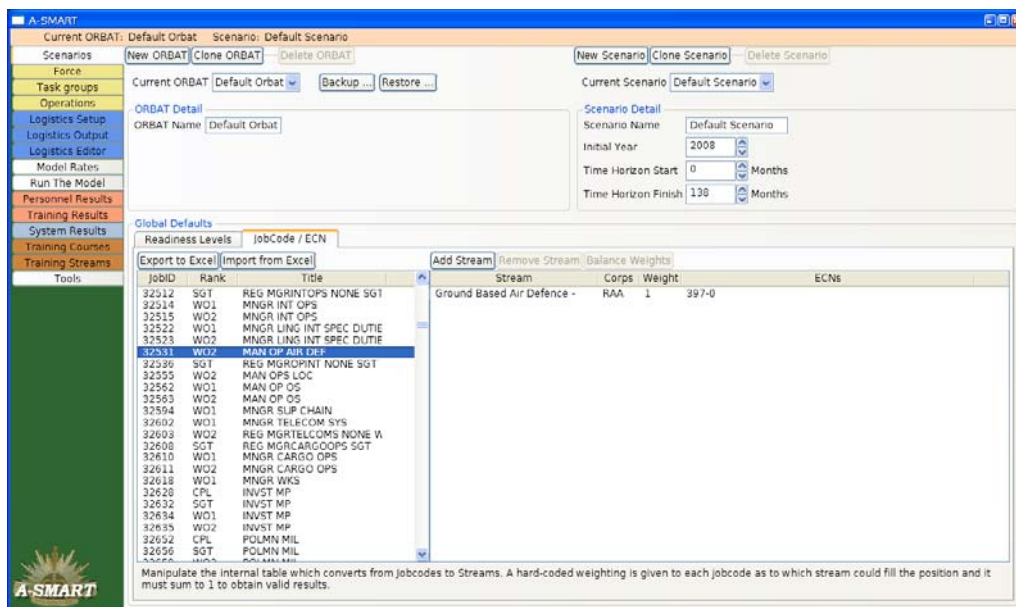 A-SMART
Current ORBAT: Default Orbat Scenario: Default Scenario
Scenarios
Force
Task groups
Operations
Logistics Setup
Logistics Output
Logistics Editor
Model Rates
Run The Model
Personnel Results
Training Results
System Results
Training Courses
Training Streams
Tools
New ORBAT Clone ORBAT Delete ORBAT
Current ORBAT Default Orbat Backup ... Restore ...
ORBAT Detail
ORBAT Name Default Orbat
New Scenario Clone Scenario Delete Scenario
Current Scenario Default Scenario
Scenario Detail
Scenario Name Default Scenario
Initial Year 2008
Time Horizon Start 0 Months
Time Horizon Finish 138 Months
Global Defaults
Readiness Levels JobCode / ECN
Export to Excel Import from Excel
JobID Rank Title
32512 SGT REG MGRINTOPS NONE SGT
32514 WO1 MNGR INT OPS
32515 WO2 MNGR INT OPS
32522 WO1 MNGR LING INT SPEC DUTIE
32523 WO2 MNGR LING INT SPEC DUTIE
32531 WO2 MAN OP AIR DEF
32536 SGT REG MGROPINT NONE SGT
32555 WO2 MAN OPS LOC
32562 WO1 MAN OP OS
32563 WO2 MAN OP OS
32594 WO1 MNGR SUP CHAIN
32602 WO1 MNGR TELECOM SYS
32603 WO2 REG MGRTELCOMS NONE W
32608 SGT REG MGRCARGOOPS SGT
32610 WO1 MNGR CARGO OPS
32611 WO2 MNGR CARGO OPS
32618 WO1 MNGR WKS
32628 CPL INVST MP
32632 SGT INVST MP
32634 WO1 INVST MP
32635 WO2 INVST MP
32652 CPL POLMN MIL
32656 SGT POLMN MIL
Add Stream Remove Stream Balance Weights
Stream Corps Weight ECNs
Ground Based Air Defence - RAA 1 397-0
Manipulate the internal table which converts from Jobcodes to Streams. A hard-coded weighting is given to each jobcode as to which stream could fill the position and it
must sum to 1 to obtain valid results.
A-SMART